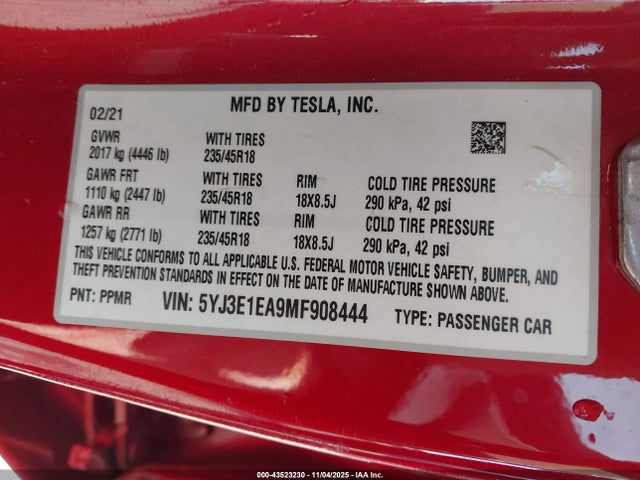 02/21 MFD BY TESLA, INC.
GVWR WITH TIRES
2017 kg (4446 lb) 235/45R18
GAWR FRT WITH TIRES RIM COLD TIRE PRESSURE
1110 kg (2447 lb) 235/45R18 18X8.5J 290 kPa, 42 psi
GAWR RR WITH TIRES RIM COLD TIRE PRESSURE
1257 kg (2771 lb) 235/45R18 18X8.5J 290 kPa, 42 psi
THIS VEHICLE CONFORMS TO ALL APPLICABLE U.S. FEDERAL MOTOR VEHICLE SAFETY, BUMPER, AND
THEFT PREVENTION STANDARDS IN EFFECT ON THE DATE OF MANUFACTURE SHOWN ABOVE.
PNT: PPMR VIN: 5YJ3E1EA9MF908444 TYPE: PASSENGER CAR
000-43523230 - 11/04/2025 - IAA Inc.